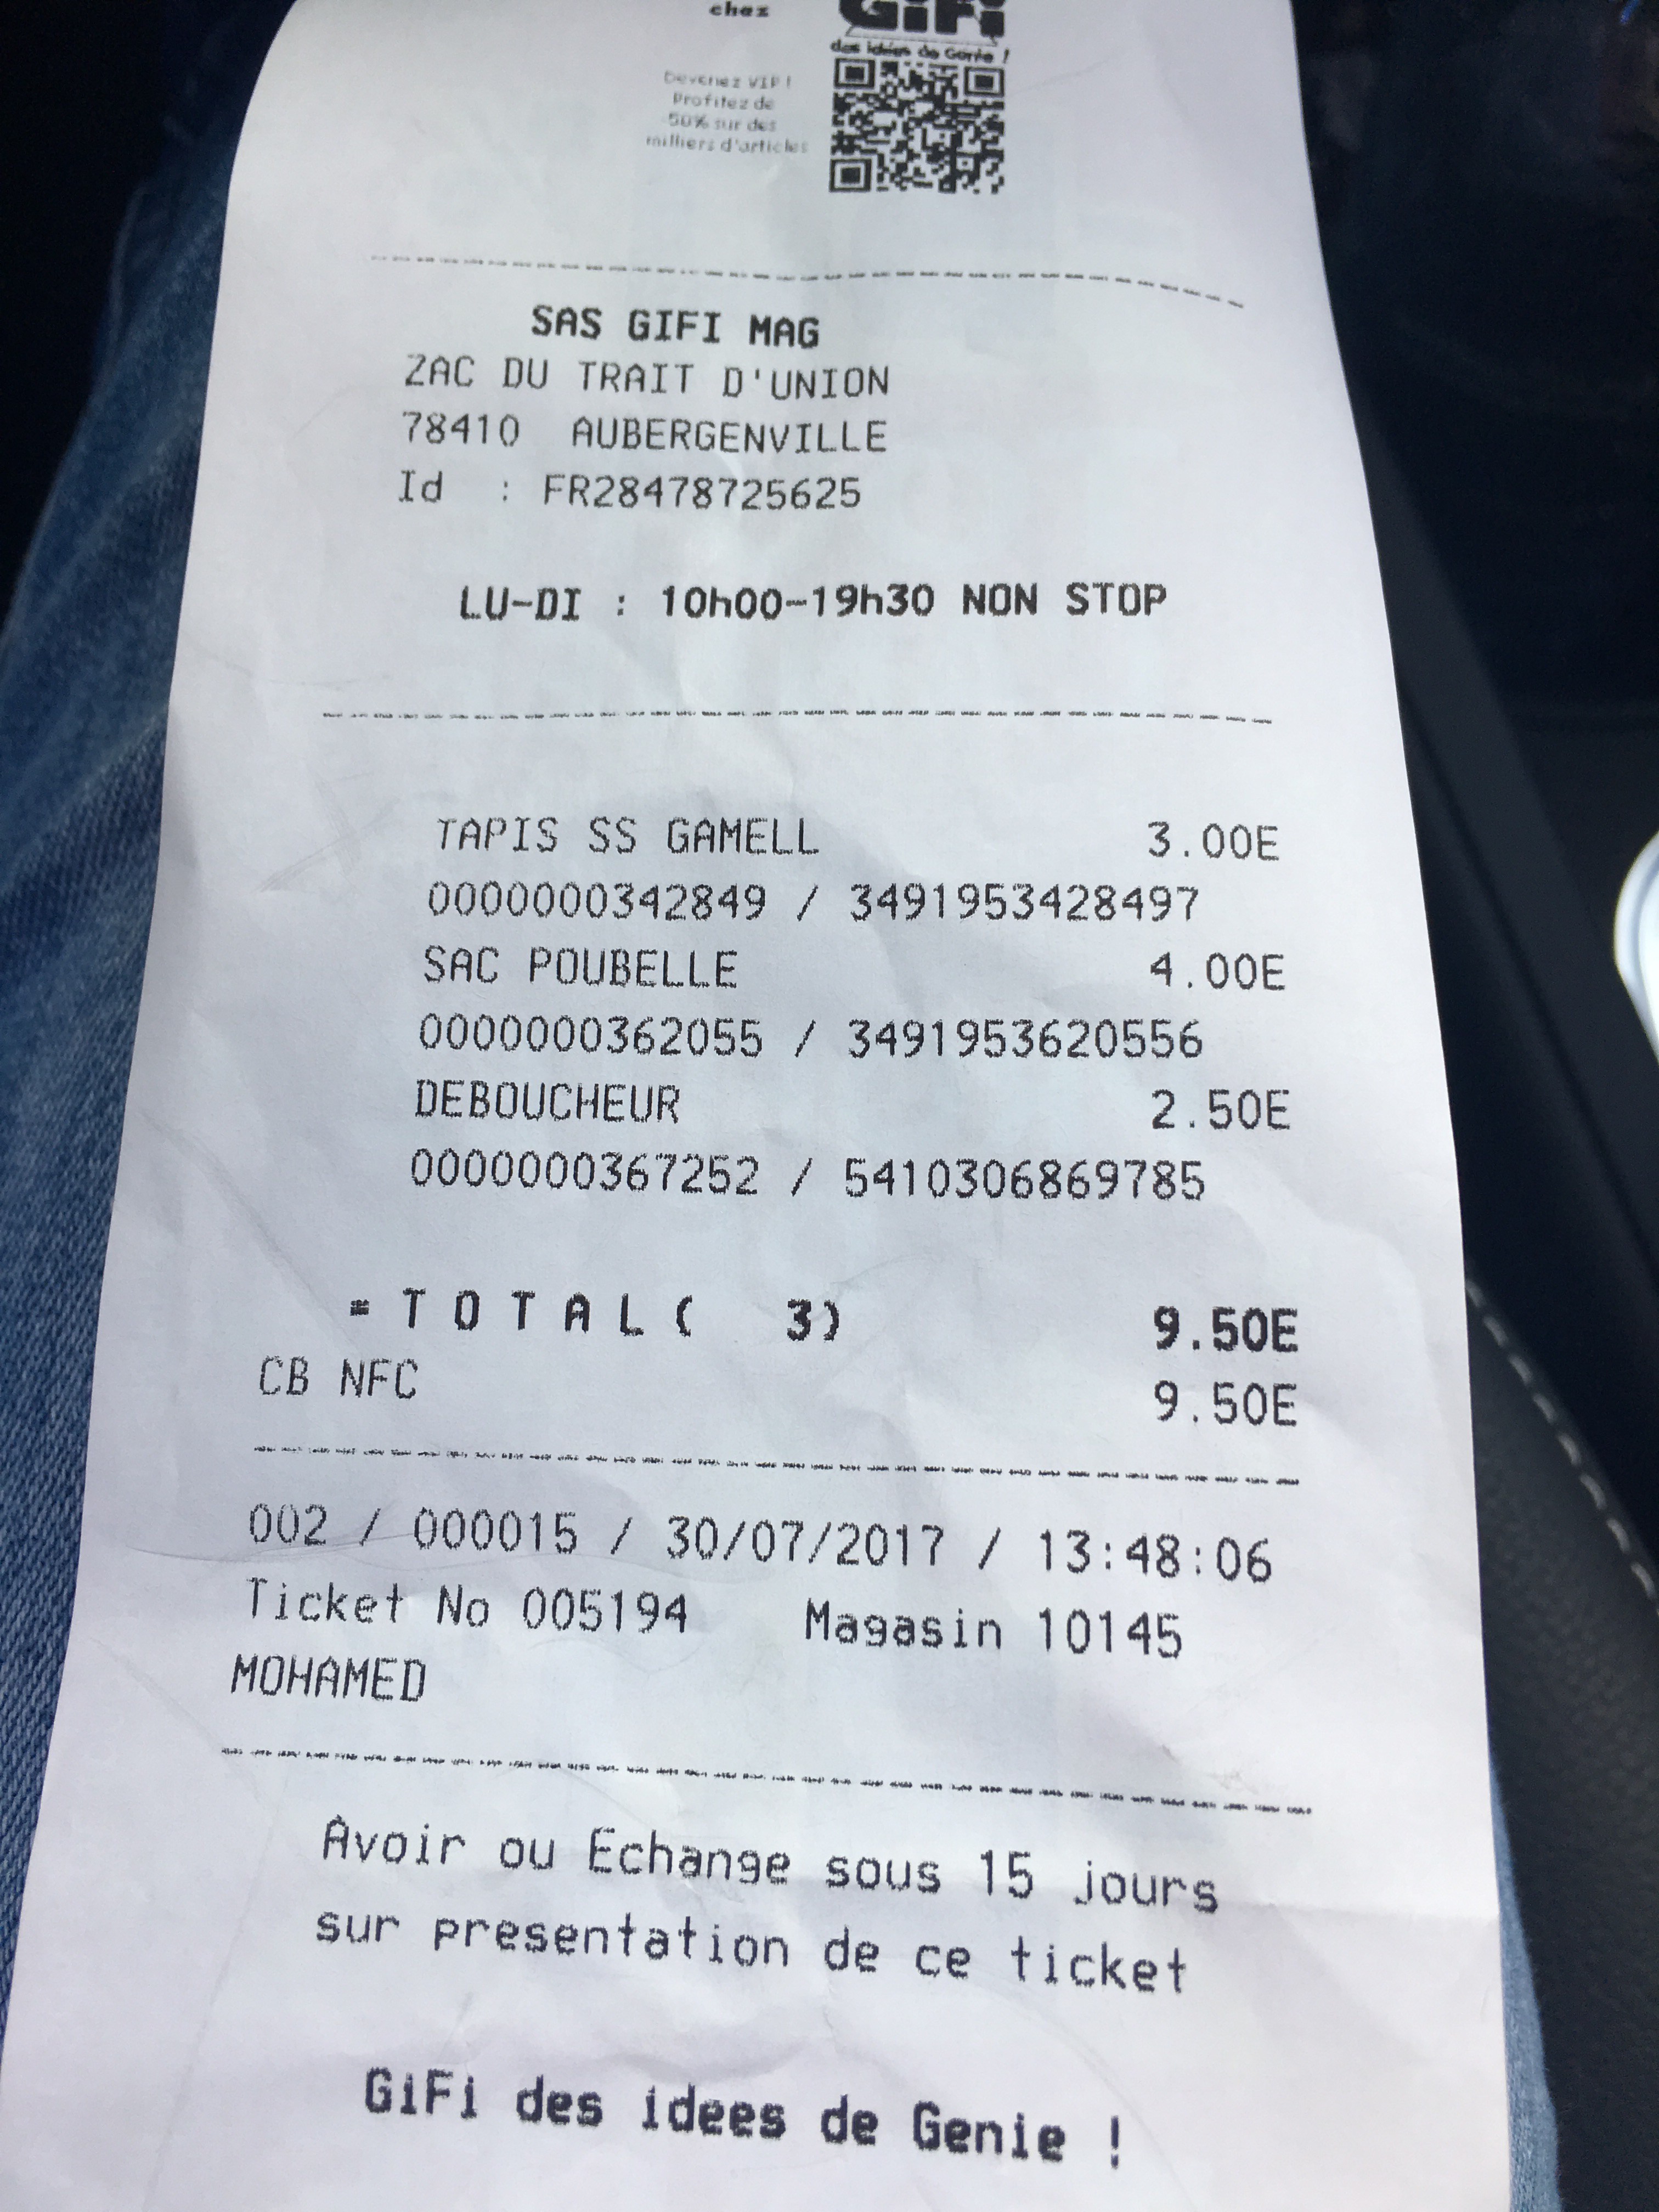 chez
GiFi
des idées de Génie !
Devenez VIP !
Profitez de
-50% sur des
milliers d'articles
SAS GIFI MAG
ZAC DU TRAIT D'UNION
78410 AUBERGENVILLE
Id : FR28478725625
LU-DI : 10h00-19h30 NON STOP
TAPIS SS GAMELL 3.00E
0000000342849 / 3491953428497
SAC POUBELLE 4.00E
0000000362055 / 3491953620556
DEBOUCHEUR 2.50E
0000000367252 / 5410306869785
=TOTAL( 3) 9.50E
CB NFC 9.50E
002 / 000015 / 30/07/2017 / 13:48:06
Ticket No 005194 Magasin 10145
MOHAMED
Avoir ou Echange sous 15 jours
sur presentation de ce ticket
GiFi des idees de Genie !